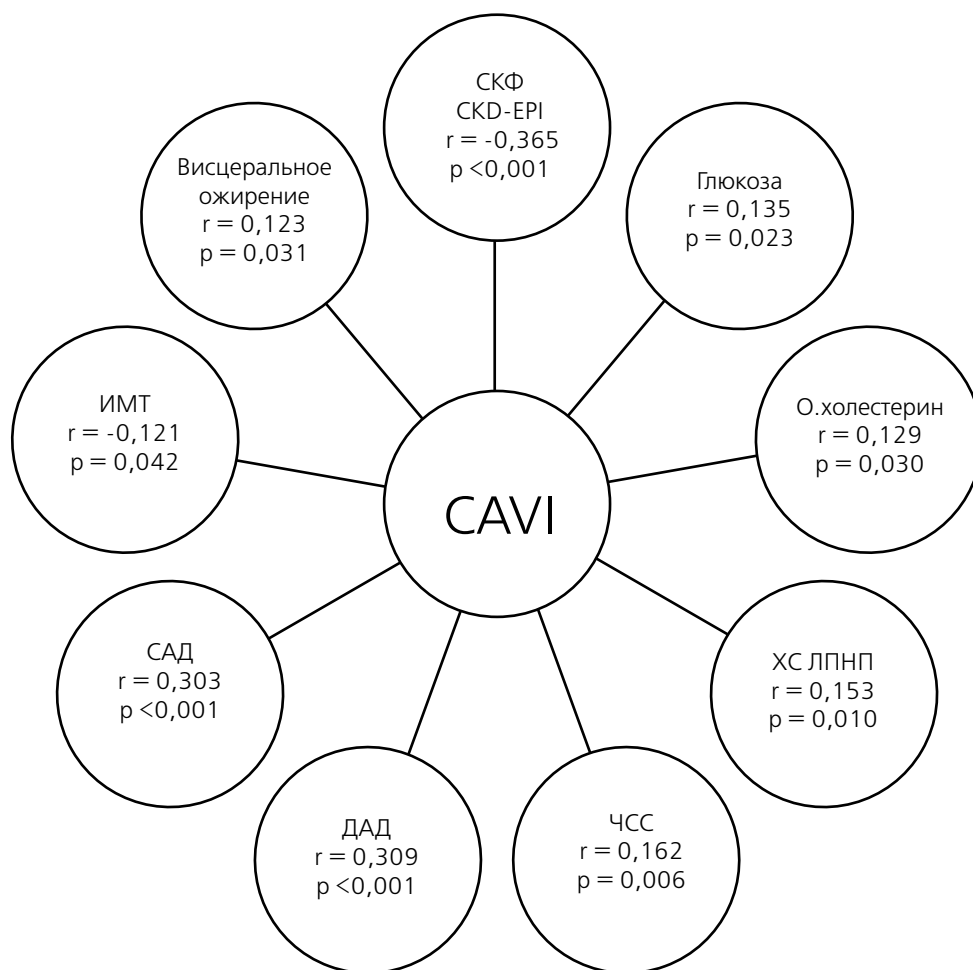 СКФ
CKD-EPI
r = -0,365
p <0,001
Висцеральное
ожирение
r = 0,123
p = 0,031
Глюкоза
r = 0,135
p = 0,023
ИМТ
r = -0,121
p = 0,042
О.холестерин
r = 0,129
p = 0,030
CAVI
САД
r = 0,303
p <0,001
ХС ЛПНП
r = 0,153
p = 0,010
ДАД
r = 0,309
p <0,001
ЧСС
r = 0,162
p = 0,006